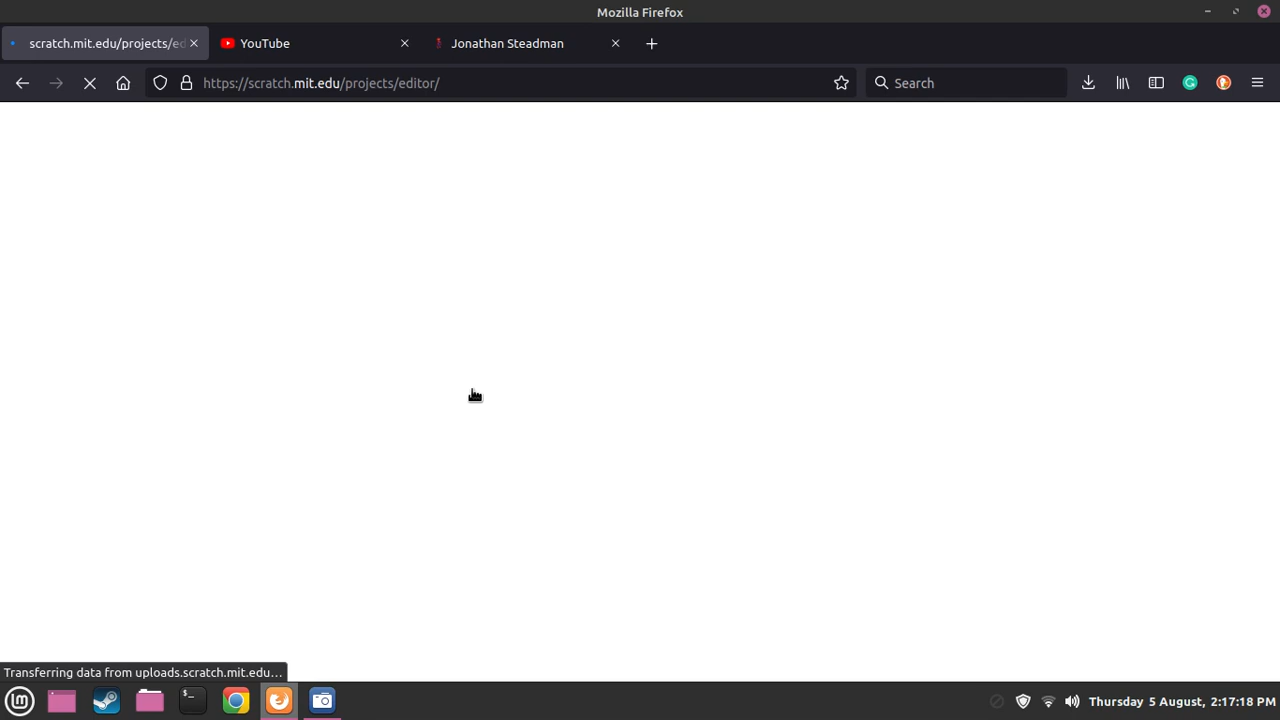 Mozilla Firefox
scratch.mit.edu/projects/ed
YouTube
Jonathan Steadman
https://scratch.mit.edu/projects/editor/
Search
Transferring data from uploads.scratch.mit.edu…
Thursday 5 August, 2:17:18 PM